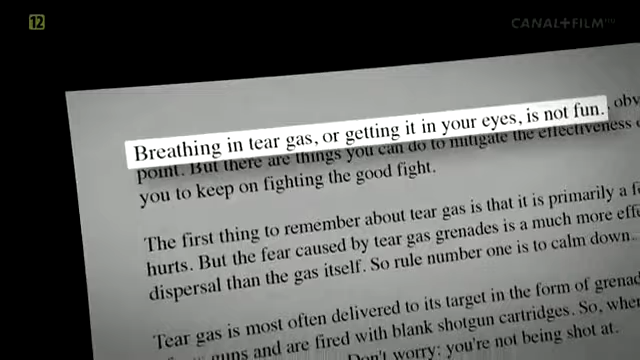 12
CANAL+FILM HD
Breathing in tear gas, or getting it in your eyes, is not fun.
point. But there are things you can do to mitigate the effectiveness
you to keep on fighting the good fight.
The first thing to remember about tear gas is that it is primarily a
hurts. But the fear caused by tear gas grenades is a much more
dispersal than the gas itself. So rule number one is to calm down.
Tear gas is most often delivered to its target in the form of
guns and are fired with blank shotgun cartridges. So,
Don't worry: you're not being shot at.